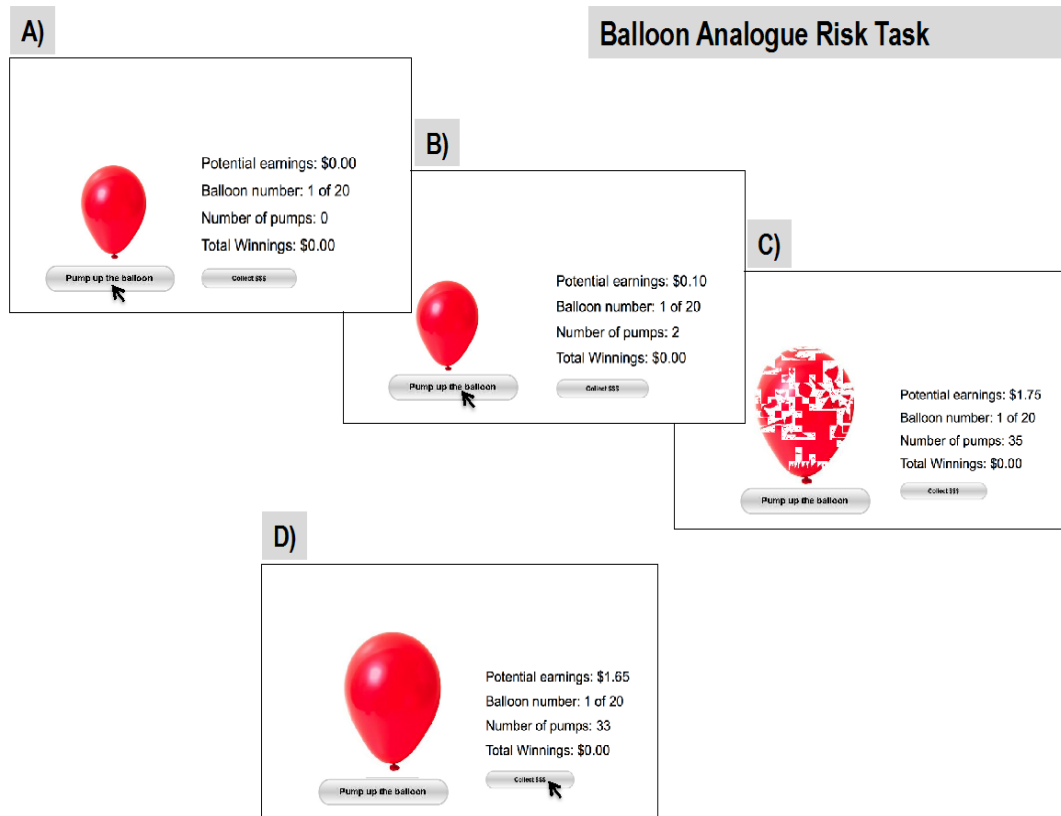 A)
Balloon Analogue Risk Task
Potential earnings: $0.00
Balloon number: 1 of 20
Number of pumps: 0
Total Winnings: $0.00
Pump up the balloon
Collect $$$
B)
Potential earnings: $0.10
Balloon number: 1 of 20
Number of pumps: 2
Total Winnings: $0.00
Pump up the balloon
Collect $$$
C)
Potential earnings: $1.75
Balloon number: 1 of 20
Number of pumps: 35
Total Winnings: $0.00
Collect $$$
Pump up the balloon
D)
Potential earnings: $1.65
Balloon number: 1 of 20
Number of pumps: 33
Total Winnings: $0.00
Collect $$$
Pump up the balloon